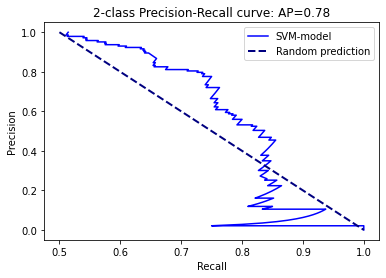 2-class Precision-Recall curve: AP=0.78
SVM-model
Random prediction
Precision
1.0
0.8
0.6
0.4
0.2
0.0
0.5 0.6 0.7 0.8 0.9 1.0
Recall